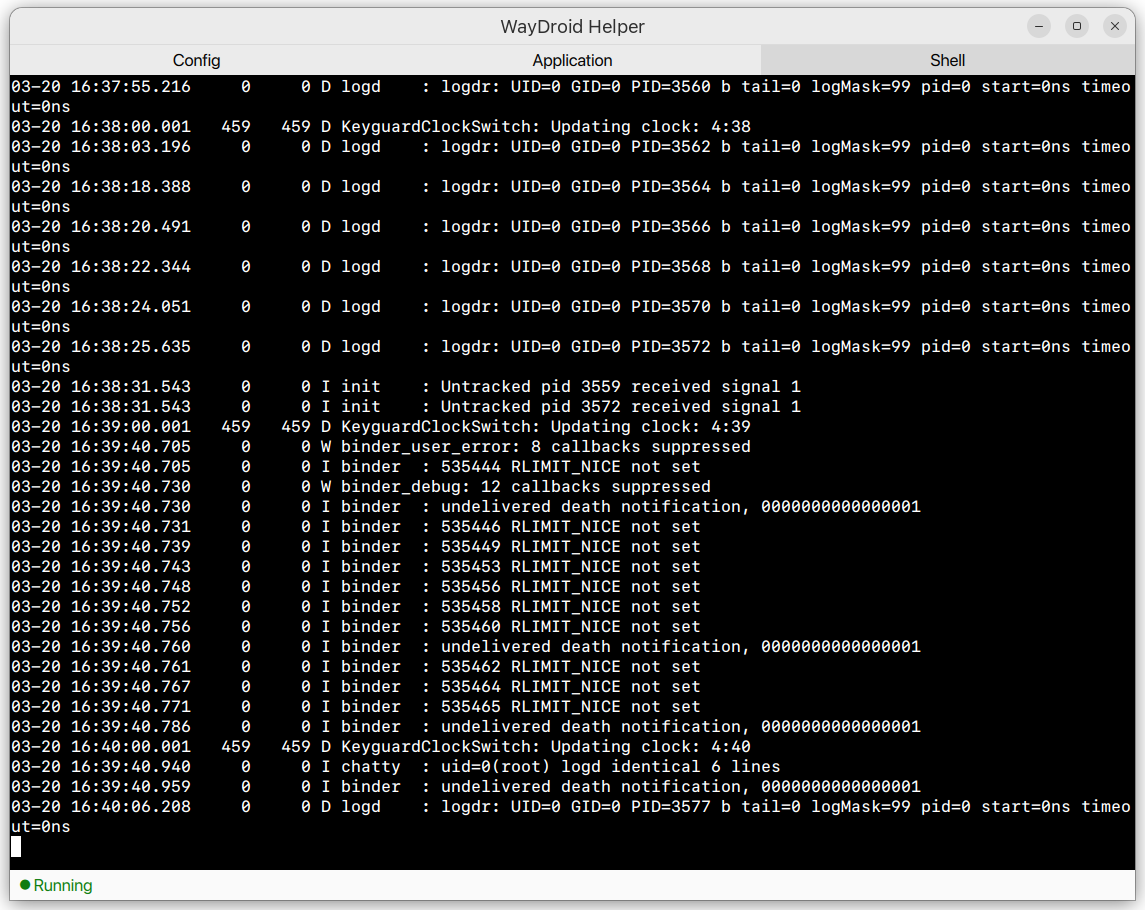 WayDroid Helper
Config Application Shell
03-20 16:37:55.216     0     0 D logd    : logdr: UID=0 GID=0 PID=3560 b tail=0 logMask=99 pid=0 start=0ns timeo
ut=0ns
03-20 16:38:00.001   459   459 D KeyguardClockSwitch: Updating clock: 4:38
03-20 16:38:03.196     0     0 D logd    : logdr: UID=0 GID=0 PID=3562 b tail=0 logMask=99 pid=0 start=0ns timeo
ut=0ns
03-20 16:38:18.388     0     0 D logd    : logdr: UID=0 GID=0 PID=3564 b tail=0 logMask=99 pid=0 start=0ns timeo
ut=0ns
03-20 16:38:20.491     0     0 D logd    : logdr: UID=0 GID=0 PID=3566 b tail=0 logMask=99 pid=0 start=0ns timeo
ut=0ns
03-20 16:38:22.344     0     0 D logd    : logdr: UID=0 GID=0 PID=3568 b tail=0 logMask=99 pid=0 start=0ns timeo
ut=0ns
03-20 16:38:24.051     0     0 D logd    : logdr: UID=0 GID=0 PID=3570 b tail=0 logMask=99 pid=0 start=0ns timeo
ut=0ns
03-20 16:38:25.635     0     0 D logd    : logdr: UID=0 GID=0 PID=3572 b tail=0 logMask=99 pid=0 start=0ns timeo
ut=0ns
03-20 16:38:31.543     0     0 I init    : Untracked pid 3559 received signal 1
03-20 16:38:31.543     0     0 I init    : Untracked pid 3572 received signal 1
03-20 16:39:00.001   459   459 D KeyguardClockSwitch: Updating clock: 4:39
03-20 16:39:40.705     0     0 W binder_user_error: 8 callbacks suppressed
03-20 16:39:40.705     0     0 I binder  : 535444 RLIMIT_NICE not set
03-20 16:39:40.730     0     0 W binder_debug: 12 callbacks suppressed
03-20 16:39:40.730     0     0 I binder  : undelivered death notification, 0000000000000001
03-20 16:39:40.731     0     0 I binder  : 535446 RLIMIT_NICE not set
03-20 16:39:40.739     0     0 I binder  : 535449 RLIMIT_NICE not set
03-20 16:39:40.743     0     0 I binder  : 535453 RLIMIT_NICE not set
03-20 16:39:40.748     0     0 I binder  : 535456 RLIMIT_NICE not set
03-20 16:39:40.752     0     0 I binder  : 535458 RLIMIT_NICE not set
03-20 16:39:40.756     0     0 I binder  : 535460 RLIMIT_NICE not set
03-20 16:39:40.760     0     0 I binder  : undelivered death notification, 0000000000000001
03-20 16:39:40.761     0     0 I binder  : 535462 RLIMIT_NICE not set
03-20 16:39:40.767     0     0 I binder  : 535464 RLIMIT_NICE not set
03-20 16:39:40.771     0     0 I binder  : 535465 RLIMIT_NICE not set
03-20 16:39:40.786     0     0 I binder  : undelivered death notification, 0000000000000001
03-20 16:40:00.001   459   459 D KeyguardClockSwitch: Updating clock: 4:40
03-20 16:39:40.940     0     0 I chatty  : uid=0(root) logd identical 6 lines
03-20 16:39:40.959     0     0 I binder  : undelivered death notification, 0000000000000001
03-20 16:40:06.208     0     0 D logd    : logdr: UID=0 GID=0 PID=3577 b tail=0 logMask=99 pid=0 start=0ns timeo
ut=0ns
Running